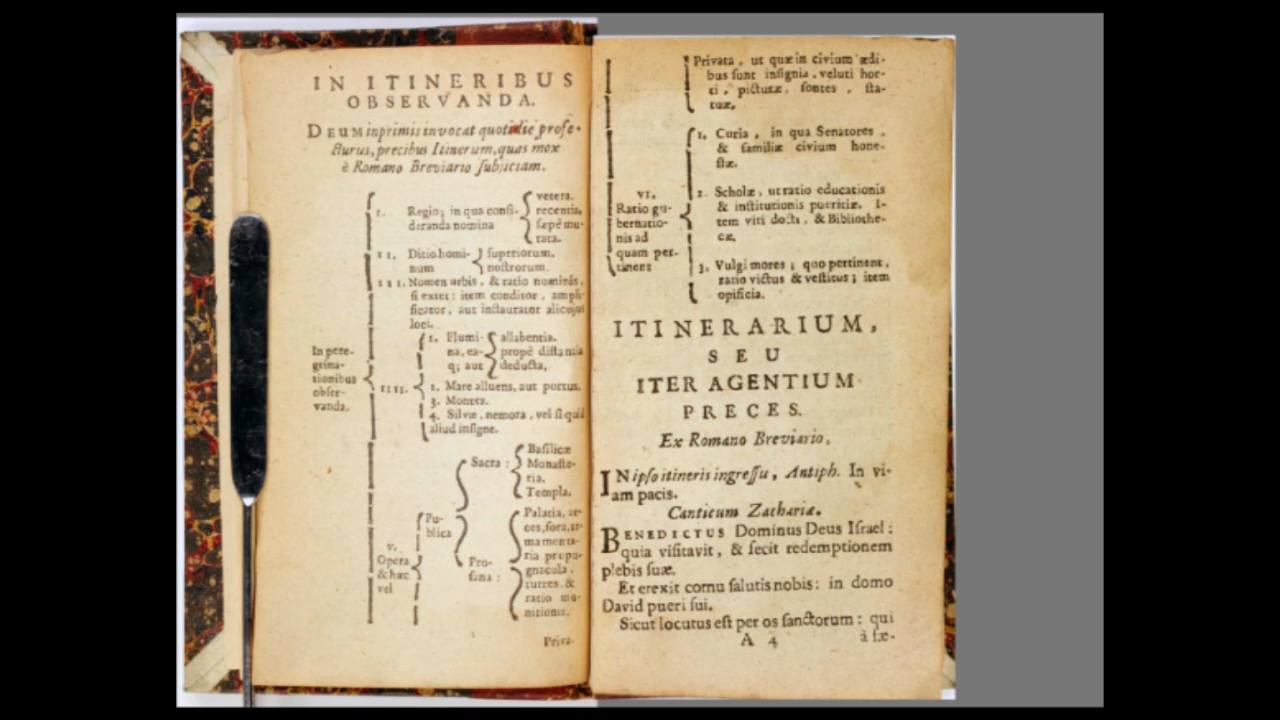 IN ITINERIBUS
OBSERVANDA.
DEUM inprimis invocat quotidie profe-
cturus, precibus Itinerum, quas mox
è Romano Breviario subjiciam.
In pere-
grina-
tionibus
obser-
vanda.
I. Regio; in qua consi-
deranda nomina
vetera.
recentia,
sæpè mu-
tata.
II. Ditio homi-
num
superiorum.
nostrorum.
III. Nomen urbis, & ratio nominis,
si extet: item conditor, ampli-
ficator, aut instaurator alicujus
loci.
IIII.
1. Flumi-
na, ea-
q; aut
allabentia.
propè distantia
deducta,
2. Mare alluens, aut portus.
3. Montes.
4. Silvæ, nemora, vel si quid
aliud insigne.
V.
Opera
& hæc
vel
Pu-
blica
Sacra:
Basilicæ
Monaste-
ria.
Templa.
Pro-
fana:
Palatia, ar-
ces, fora, ar-
mamenta-
ria propu-
gnacula,
turres, &
ratio mu-
nitionis.
Priva-
Privata, ut quæ in civium ædi-
bus sunt insignia, veluti hor-
ti, picturæ, fontes, sta-
tuæ.
VI.
Ratio gu-
bernatio-
nis ad
quam per-
tinent
1. Curia, in qua Senatores,
& familiæ civium hone-
stæ.
2. Scholæ, ut ratio educationis
& institutionis pueritiæ. I-
tem viri docti, & Bibliothe-
cæ,
3. Vulgi mores; quo pertinent,
ratio victus & vestitus; item
opificia.
ITINERARIUM,
SEU
ITER AGENTIUM
PRECES.
Ex Romano Breviario,
IN ipso itineris ingressu, Antiph. In vi-
am pacis.
Canticum Zachariæ.
BENEDICTUS Dominus Deus Israel:
quia visitavit, & fecit redemptionem
plebis suæ.
Et erexit cornu salutis nobis: in domo
David pueri sui.
Sicut locutus est per os sanctorum: qui
A 4 à sæ-